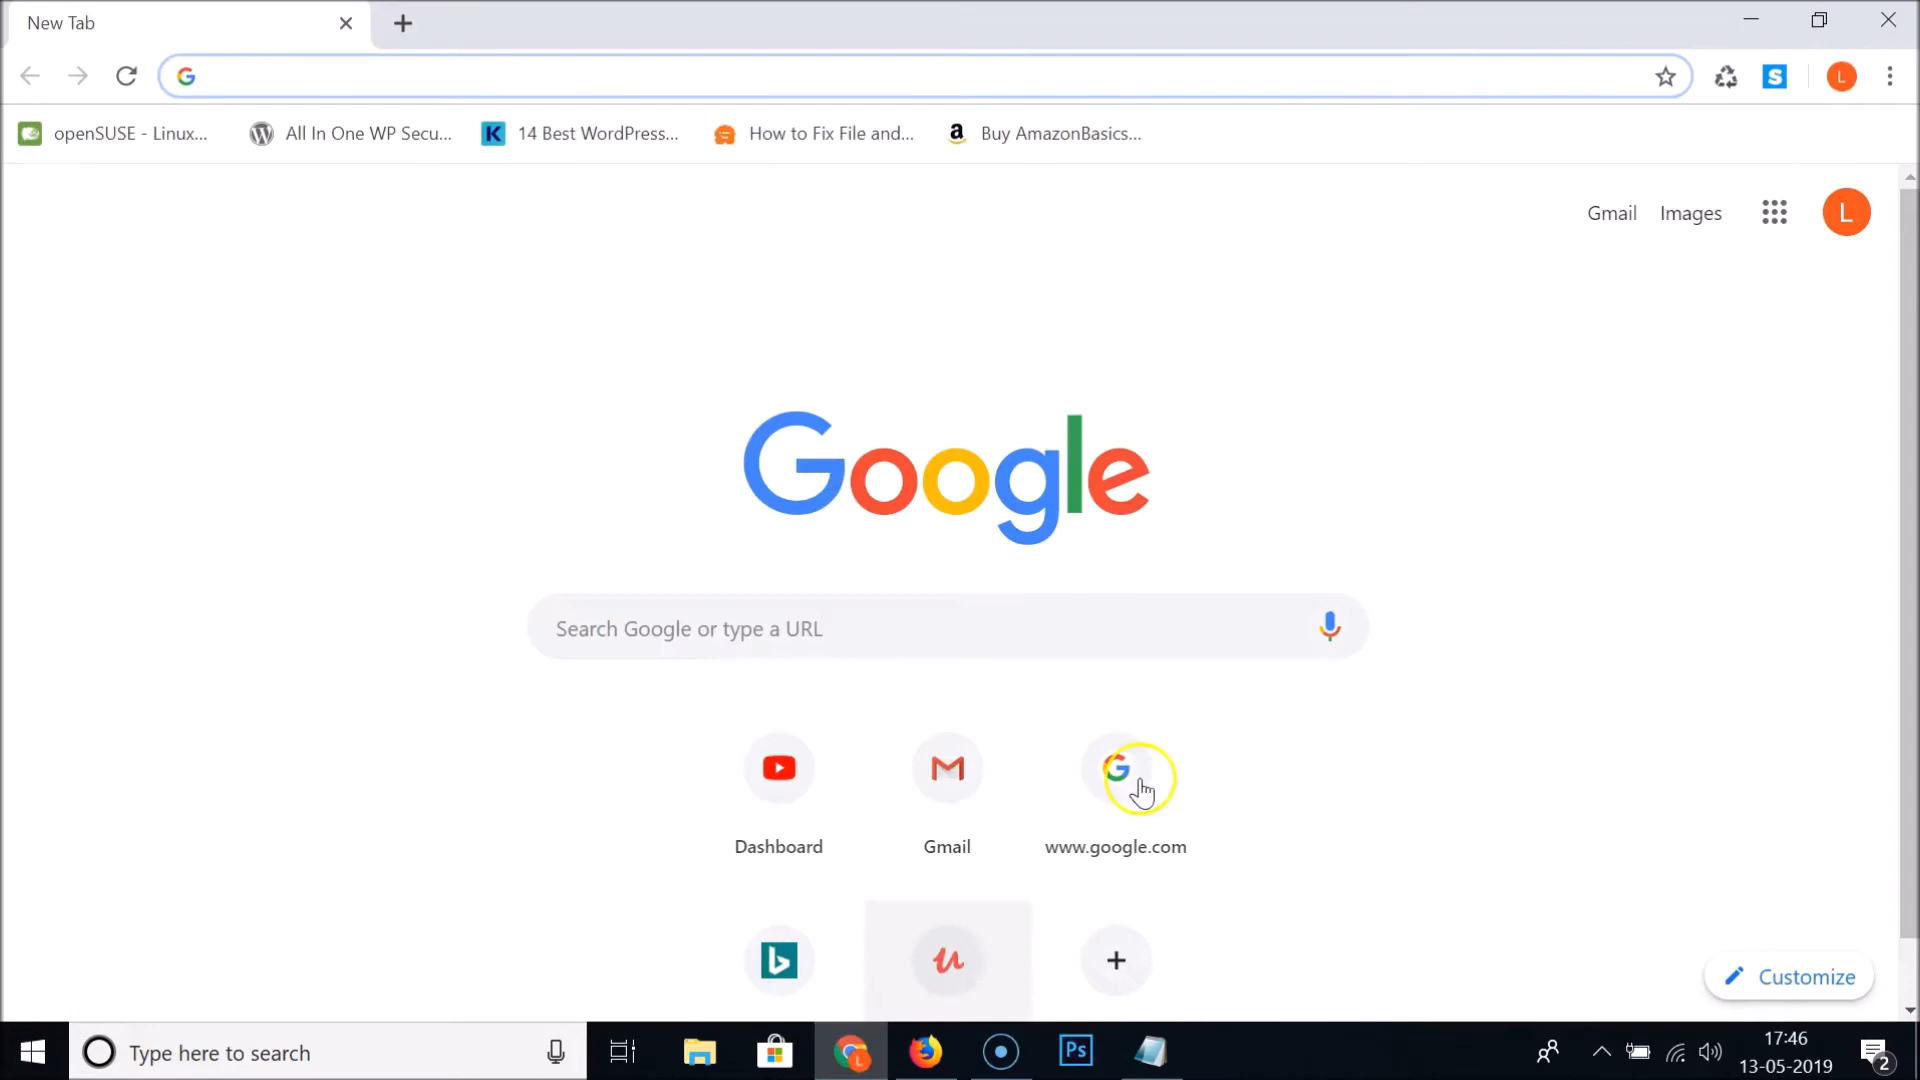 New Tab
openSUSE - Linux...
All In One WP Secu...
K
14 Best WordPress...
How to Fix File and...
a
Buy AmazonBasics...
S
L
Gmail
Images
L
Google
Search Google or type a URL
Dashboard
Gmail
www.google.com
Customize
Type here to search
L
Ps
17:46
13-05-2019
2